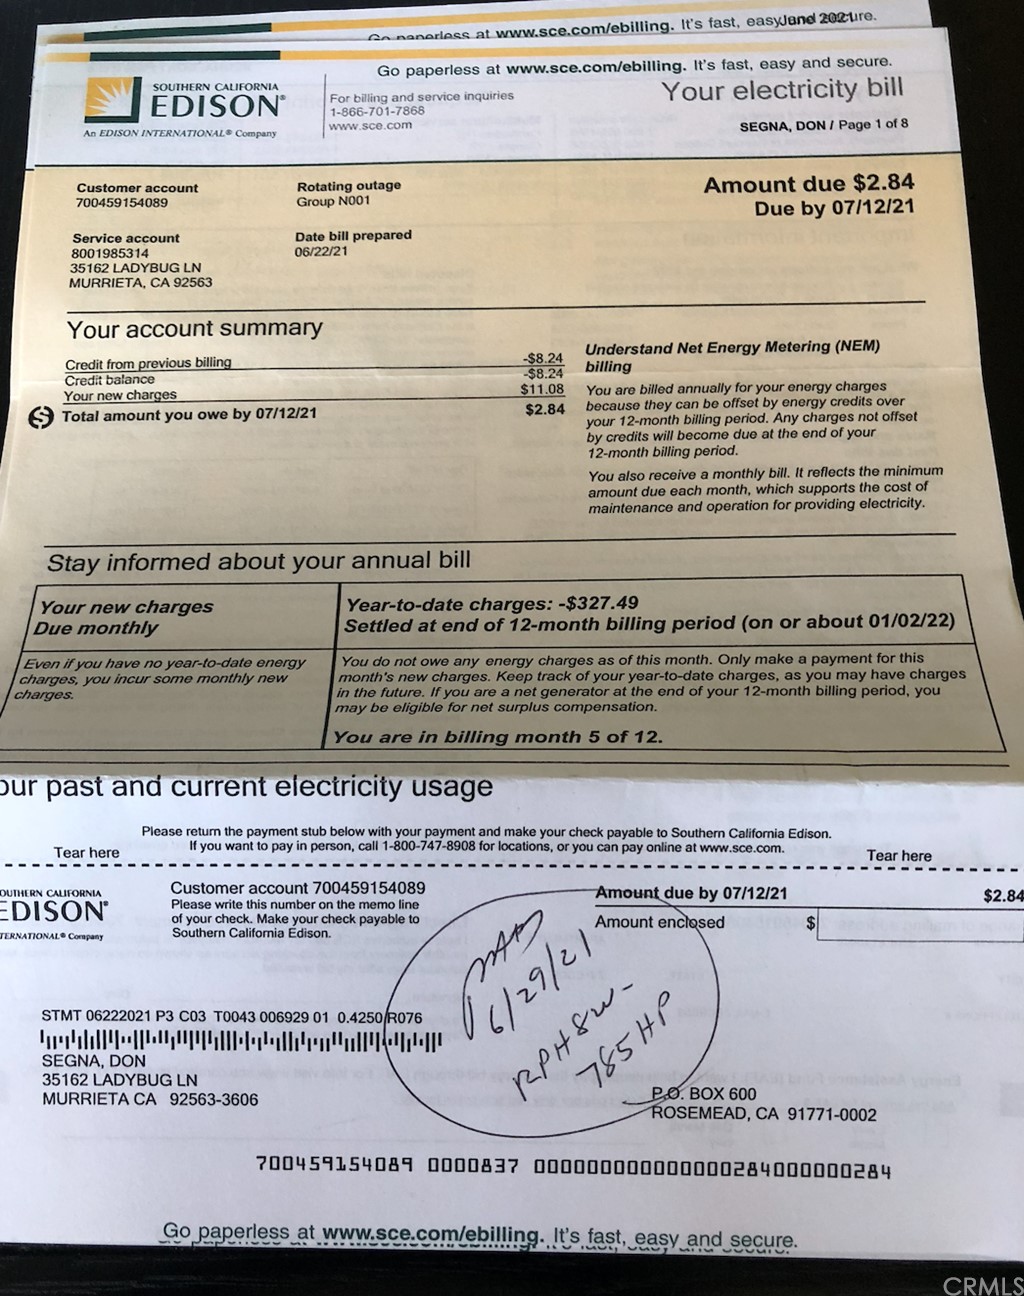 Go paperless at www.sce.com/ebilling. It's fast, easy and secure.
June 2021
Go paperless at www.sce.com/ebilling. It's fast, easy and secure.
SOUTHERN CALIFORNIA
EDISON®
An EDISON INTERNATIONAL® Company
For billing and service inquiries
1-866-701-7868
www.sce.com
Your electricity bill
SEGNA, DON / Page 1 of 8
Customer account
700459154089
Rotating outage
Group N001
Amount due $2.84
Due by 07/12/21
Service account
8001985314
35162 LADYBUG LN
MURRIETA, CA 92563
Date bill prepared
06/22/21
Your account summary
Credit from previous billing -$8.24
Credit balance -$8.24
Your new charges $11.08
Total amount you owe by 07/12/21 $2.84
Understand Net Energy Metering (NEM)
billing
You are billed annually for your energy charges
because they can be offset by energy credits over
your 12-month billing period. Any charges not offset
by credits will become due at the end of your
12-month billing period.
You also receive a monthly bill. It reflects the minimum
amount due each month, which supports the cost of
maintenance and operation for providing electricity.
Stay informed about your annual bill
Your new charges
Due monthly
Year-to-date charges: -$327.49
Settled at end of 12-month billing period (on or about 01/02/22)
Even if you have no year-to-date energy
charges, you incur some monthly new
charges.
You do not owe any energy charges as of this month. Only make a payment for this
month's new charges. Keep track of your year-to-date charges, as you may have charges
in the future. If you are a net generator at the end of your 12-month billing period, you
may be eligible for net surplus compensation.
You are in billing month 5 of 12.
our past and current electricity usage
Please return the payment stub below with your payment and make your check payable to Southern California Edison.
If you want to pay in person, call 1-800-747-8908 for locations, or you can pay online at www.sce.com.
Tear here
Tear here
OUTHERN CALIFORNIA
EDISON®
TERNATIONAL® Company
Customer account 700459154089
Please write this number on the memo line
of your check. Make your check payable to
Southern California Edison.
Amount due by 07/12/21 $2.84
Amount enclosed $
6/29/21
RPH8W-
785HP
STMT 06222021 P3 C03 T0043 006929 01 0.4250 R076
SEGNA, DON
35162 LADYBUG LN
MURRIETA CA 92563-3606
P.O. BOX 600
ROSEMEAD, CA 91771-0002
700459154089 0000837 000000000000000284000000284
Go paperless at www.sce.com/ebilling. It's fast, easy and secure.
CRMLS